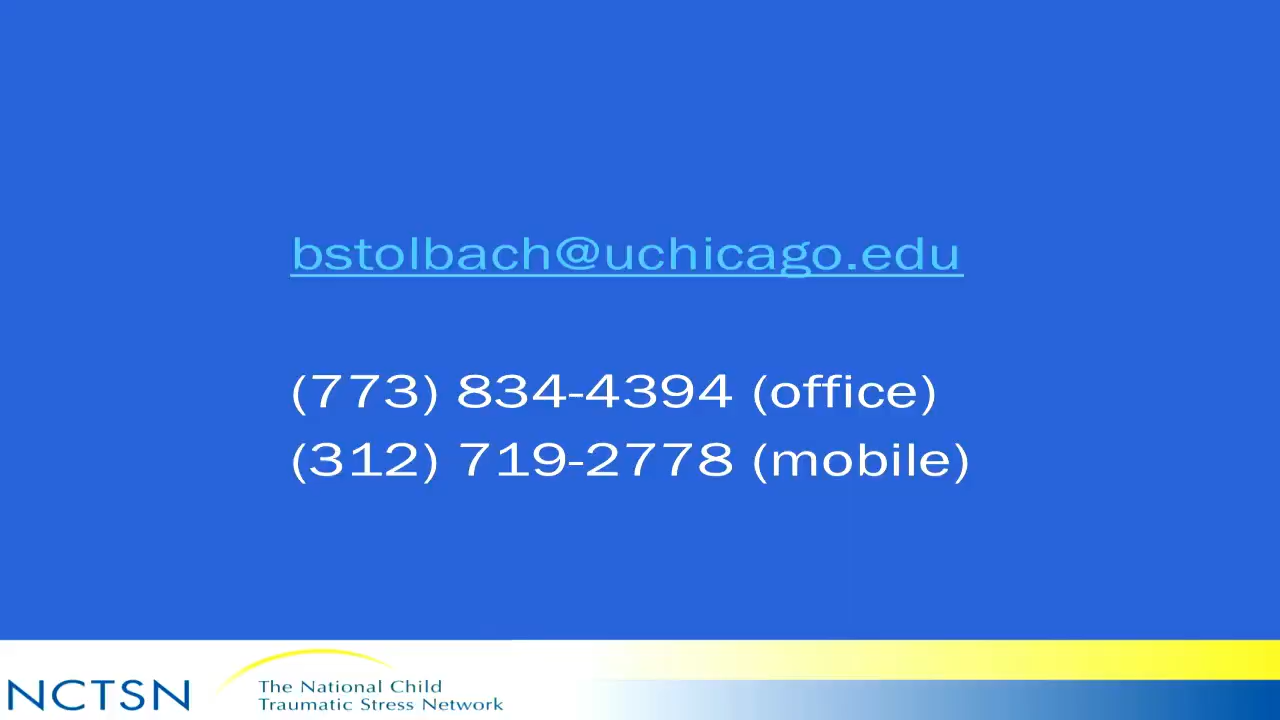 bstolbach@uchicago.edu
(773) 834-4394 (office)
(312) 719-2778 (mobile)
NCTSN
The National Child
Traumatic Stress Network